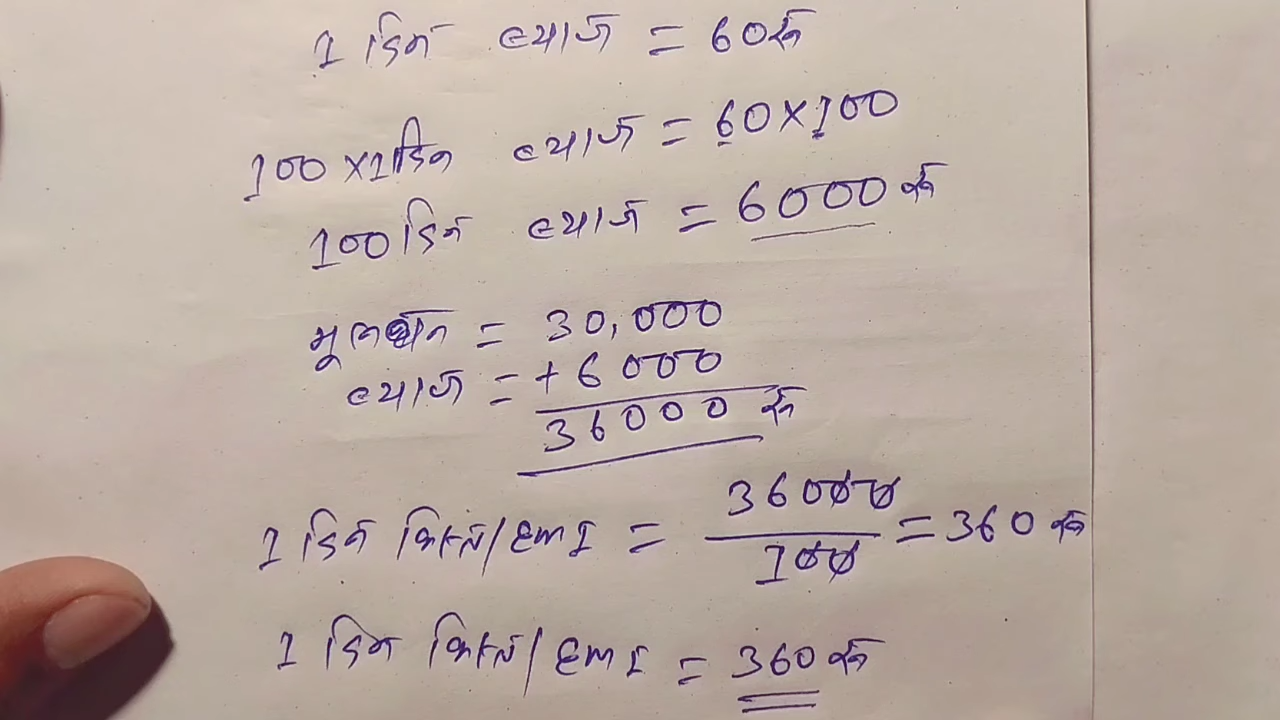 1 दिन ब्याज = 60रू
100×1दिन ब्याज = 60×100
100दिन ब्याज = 6000रू
मूलधन = 30,000
ब्याज = +6000
36000 रू
1 दिन किस्त/EMI = 36000/100 = 360रू
1 दिन किस्त/EMI = 360रू